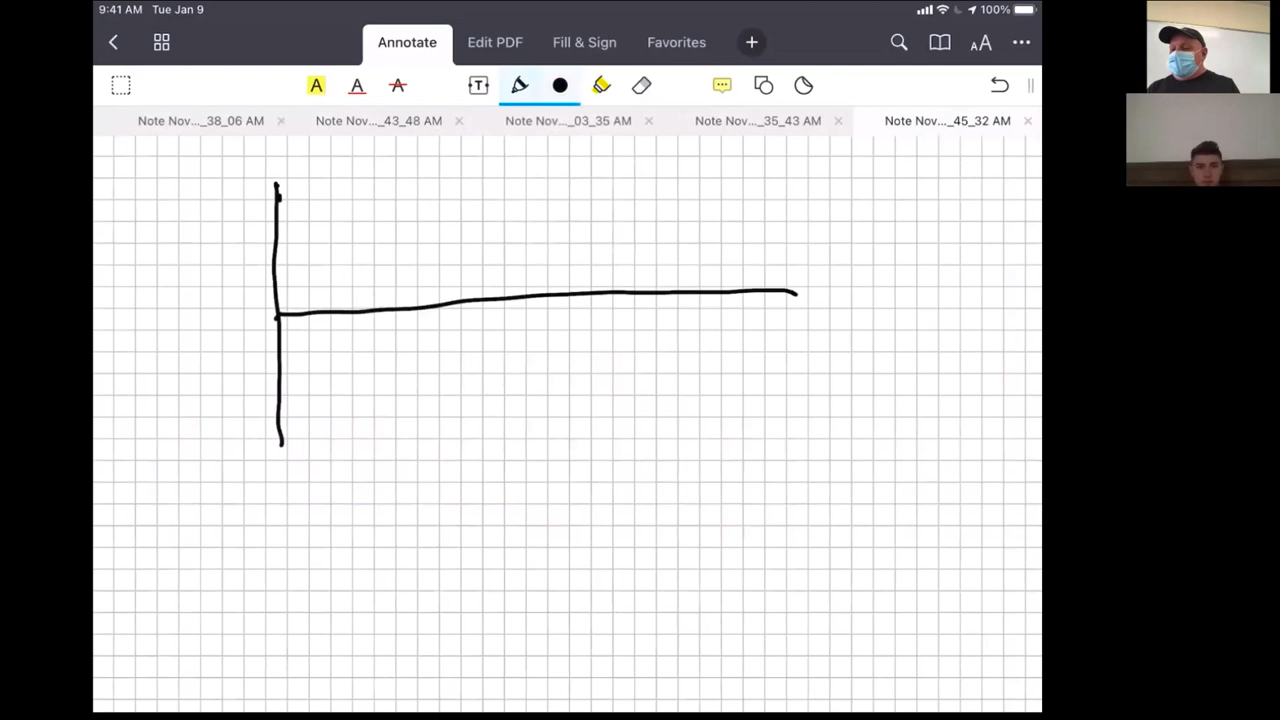 9:41 AM Tue Jan 9 100%
Annotate Edit PDF Fill & Sign Favorites AA
A A A T
Note Nov..._38_06 AM Note Nov..._43_48 AM Note Nov..._03_35 AM Note Nov..._35_43 AM Note Nov..._45_32 AM